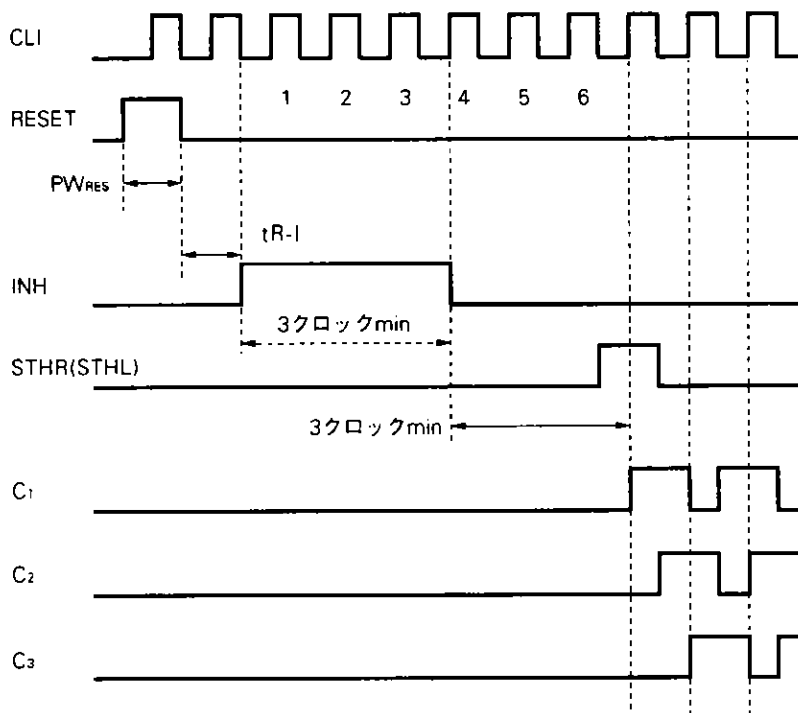 CLI
1 2 3 4 5 6
RESET
PWRES
tR-I
INH
3クロックmin
STHR(STHL)
3クロックmin
C1
C2
C3